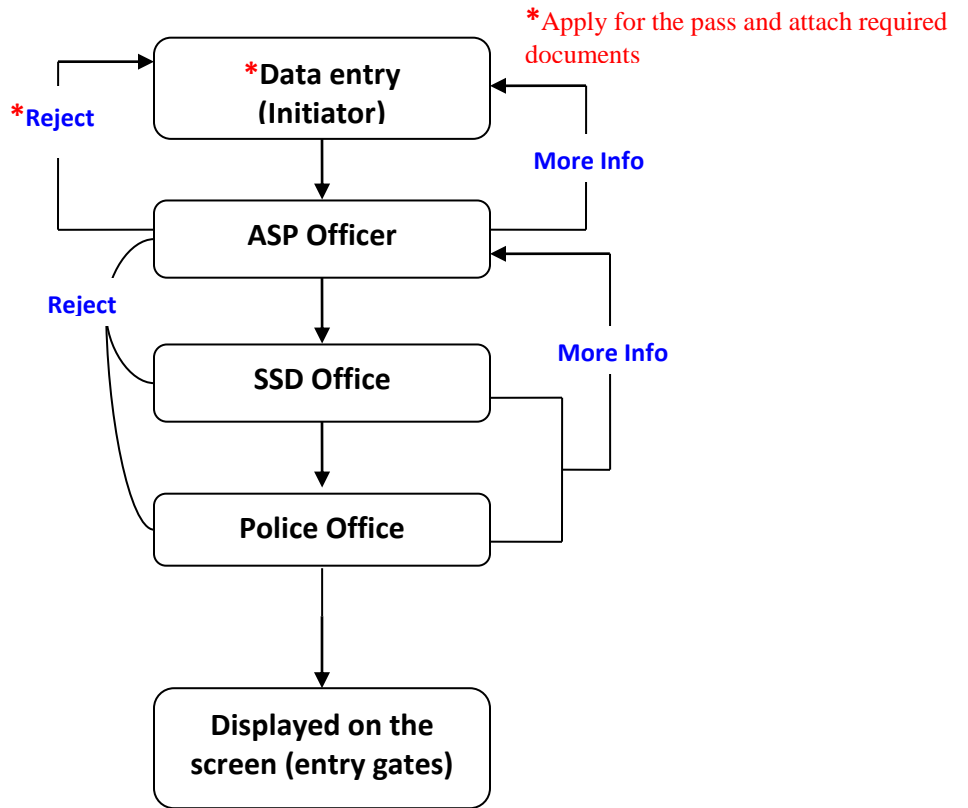 *Apply for the pass and attach required
documents
*Data entry
(Initiator)
*Reject
More Info
ASP Officer
Reject
SSD Office
More Info
Police Office
Displayed on the
screen (entry gates)